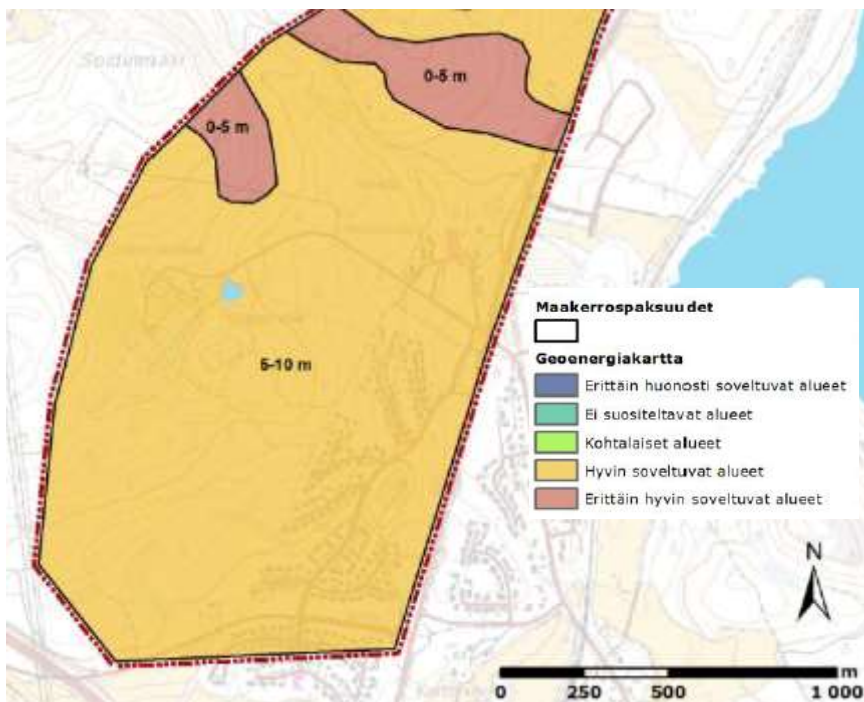 0-5 m
0-5 m
5-10 m
Maakerrospaksuudet
Geoenergiakartta
Erittäin huonosti soveltuvat alueet
Ei suositeltavat alueet
Kohtalaiset alueet
Hyvin soveltuvat alueet
Erittäin hyvin soveltuvat alueet
N
m
0 250 500 1 000